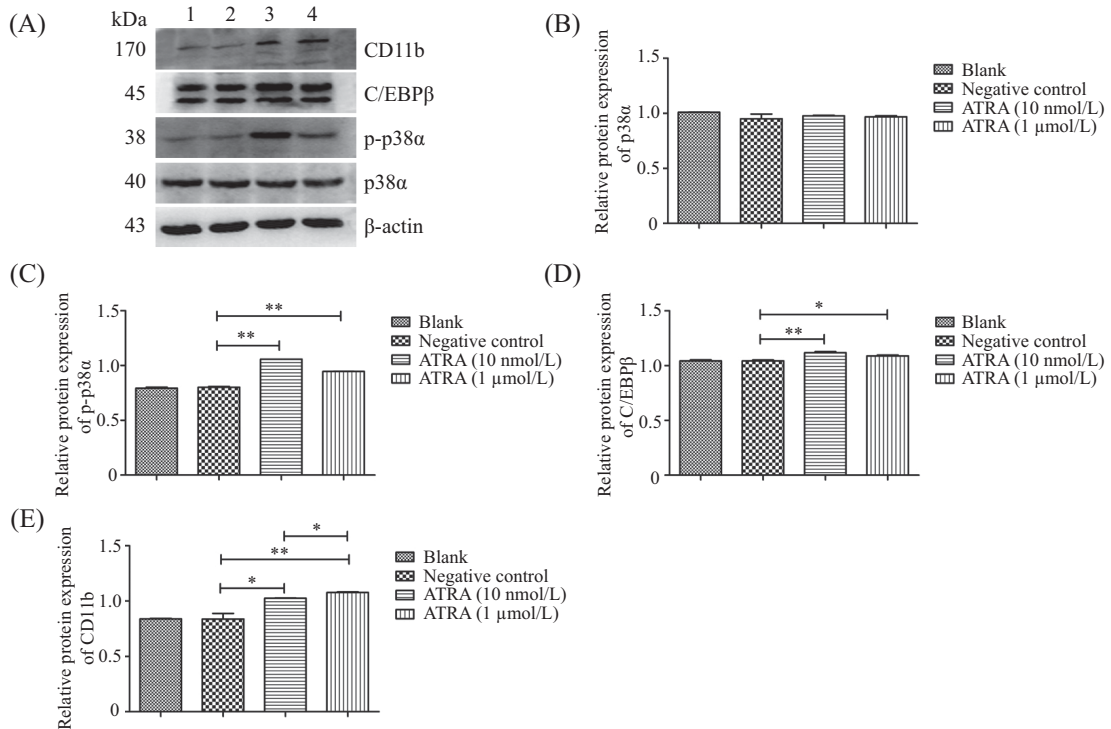 (A)
kDa 1 2 3 4
170 CD11b
45 C/EBPβ
38 p-p38α
40 p38α
43 β-actin
(B)
Relative protein expression
of p38α
1.5
1.0
0.5
0
Blank
Negative control
ATRA (10 nmol/L)
ATRA (1 µmol/L)
(C)
Relative protein expression
of p-p38α
1.5
1.0
0.5
0
**
**
Blank
Negative control
ATRA (10 nmol/L)
ATRA (1 µmol/L)
(D)
Relative protein expression
of C/EBPβ
1.5
1.0
0.5
0
*
**
Blank
Negative control
ATRA (10 nmol/L)
ATRA (1 µmol/L)
(E)
Relative protein expression
of CD11b
1.5
1.0
0.5
0
*
**
*
Blank
Negative control
ATRA (10 nmol/L)
ATRA (1 µmol/L)